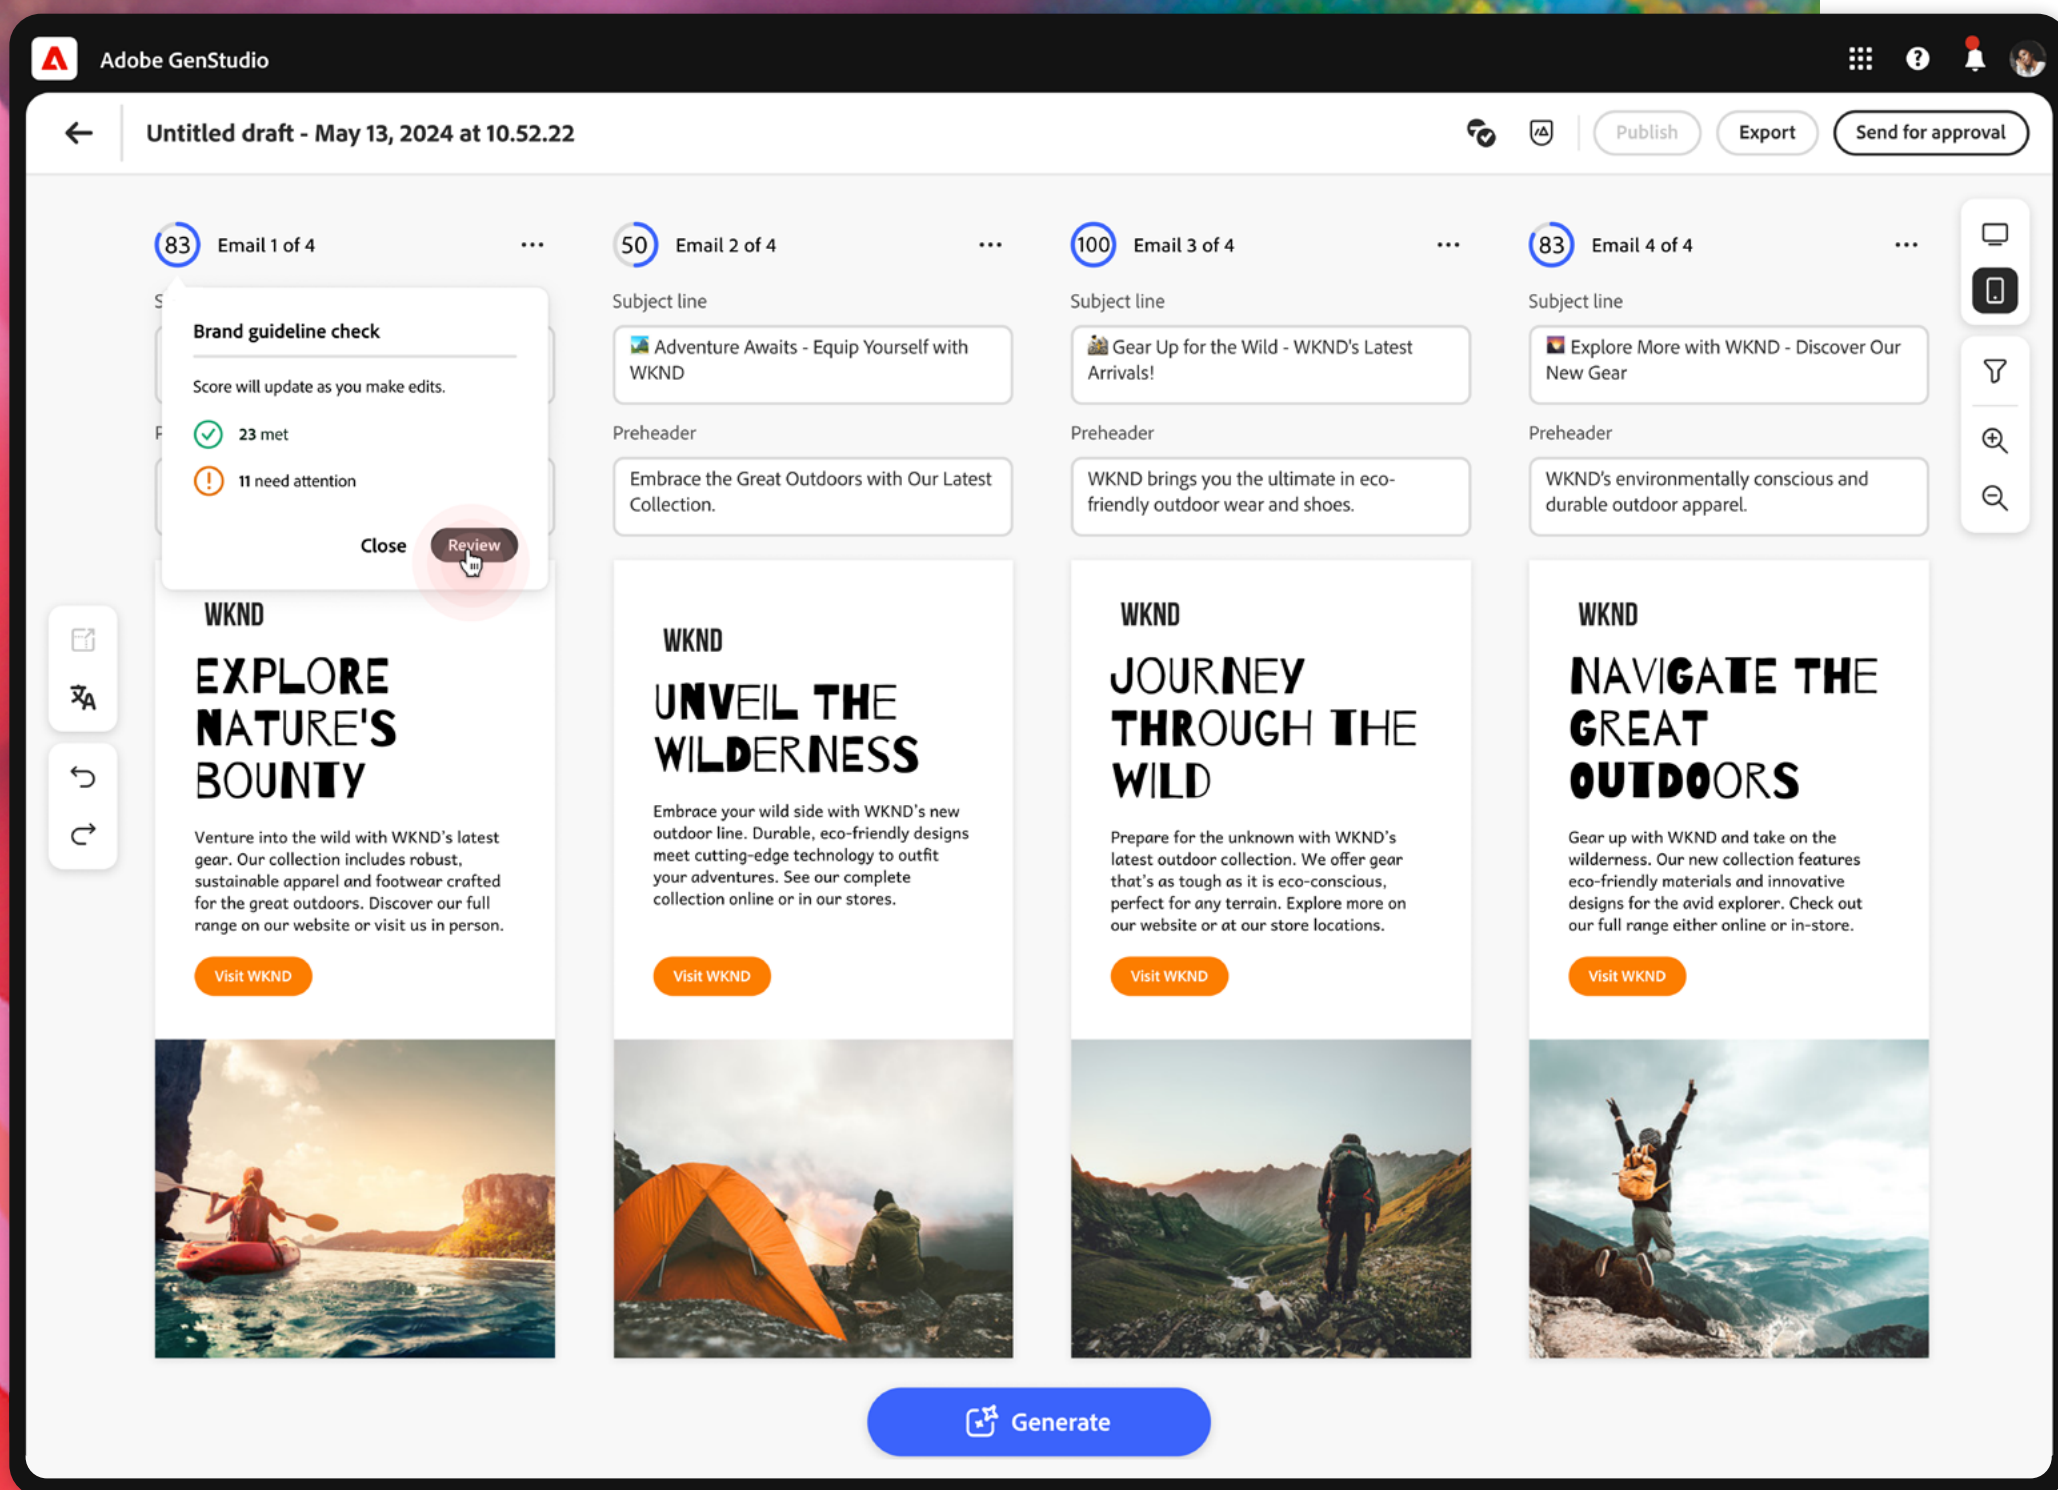 Adobe GenStudio
Untitled draft - May 13, 2024 at 10.52.22
Publish
Export
Send for approval
83
Email 1 of 4
Brand guideline check
Score will update as you make edits.
23 met
11 need attention
Close
Review
WKND
EXPLORE
NATURE'S
BOUNTY
Venture into the wild with WKND's latest
gear. Our collection includes robust,
sustainable apparel and footwear crafted
for the great outdoors. Discover our full
range on our website or visit us in person.
Visit WKND
50
Email 2 of 4
Subject line
Adventure Awaits - Equip Yourself with
WKND
Preheader
Embrace the Great Outdoors with Our Latest
Collection.
WKND
UNVEIL THE
WILDERNESS
Embrace your wild side with WKND's new
outdoor line. Durable, eco-friendly designs
meet cutting-edge technology to outfit
your adventures. See our complete
collection online or in our stores.
Visit WKND
100
Email 3 of 4
Subject line
Gear Up for the Wild - WKND's Latest
Arrivals!
Preheader
WKND brings you the ultimate in eco-
friendly outdoor wear and shoes.
WKND
JOURNEY
THROUGH THE
WILD
Prepare for the unknown with WKND's
latest outdoor collection. We offer gear
that's as tough as it is eco-conscious,
perfect for any terrain. Explore more on
our website or at our store locations.
Visit WKND
83
Email 4 of 4
Subject line
Explore More with WKND - Discover Our
New Gear
Preheader
WKND's environmentally conscious and
durable outdoor apparel.
WKND
NAVIGATE THE
GREAT
OUTDOORS
Gear up with WKND and take on the
wilderness. Our new collection features
eco-friendly materials and innovative
designs for the avid explorer. Check out
our full range either online or in-store.
Visit WKND
Generate